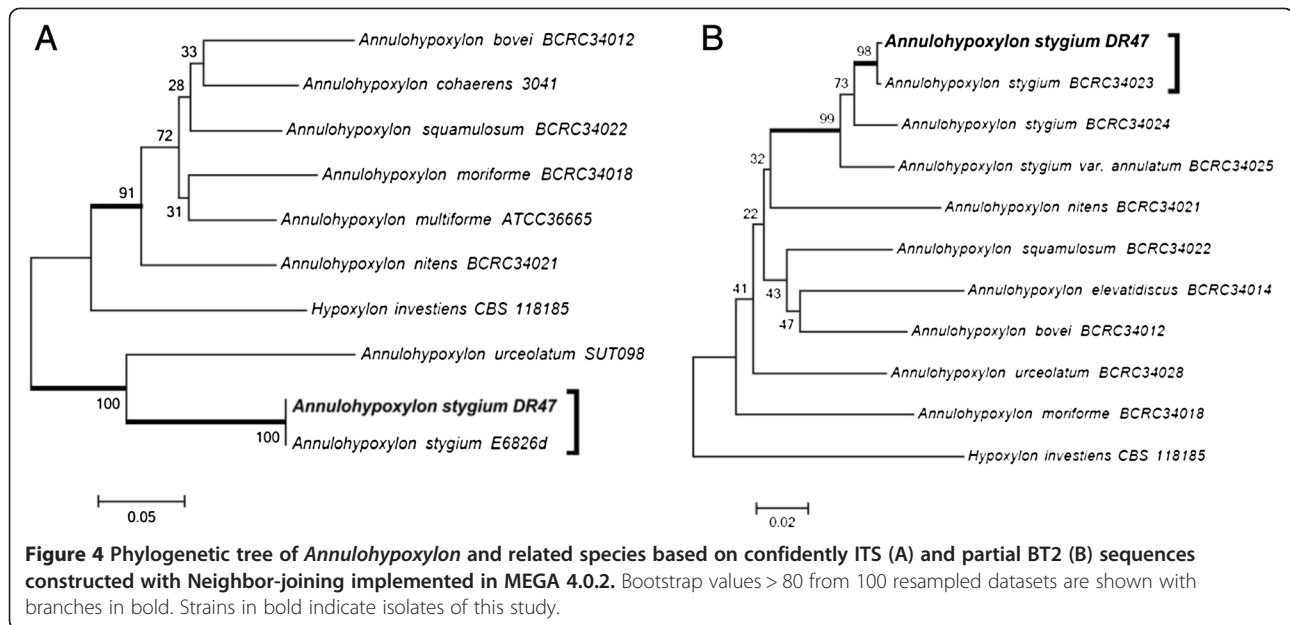 A
33
Annulohypoxylon bovei BCRC34012
28
Annulohypoxylon cohaerens 3041
72
Annulohypoxylon squamulosum BCRC34022
91
Annulohypoxylon moriforme BCRC34018
31
Annulohypoxylon multiforme ATCC36665
Annulohypoxylon nitens BCRC34021
Hypoxylon investiens CBS 118185
Annulohypoxylon urceolatum SUT098
100
Annulohypoxylon stygium DR47
100
Annulohypoxylon stygium E6826d
0.05
B
98
Annulohypoxylon stygium DR47
73
Annulohypoxylon stygium BCRC34023
99
Annulohypoxylon stygium BCRC34024
32
Annulohypoxylon stygium var. annulatum BCRC34025
22
Annulohypoxylon nitens BCRC34021
Annulohypoxylon squamulosum BCRC34022
41
43
Annulohypoxylon elevatidiscus BCRC34014
47
Annulohypoxylon bovei BCRC34012
Annulohypoxylon urceolatum BCRC34028
Annulohypoxylon moriforme BCRC34018
Hypoxylon investiens CBS 118185
0.02
Figure 4 Phylogenetic tree of Annulohypoxylon and related species based on confidently ITS (A) and partial BT2 (B) sequences
constructed with Neighbor-joining implemented in MEGA 4.0.2. Bootstrap values > 80 from 100 resampled datasets are shown with
branches in bold. Strains in bold indicate isolates of this study.